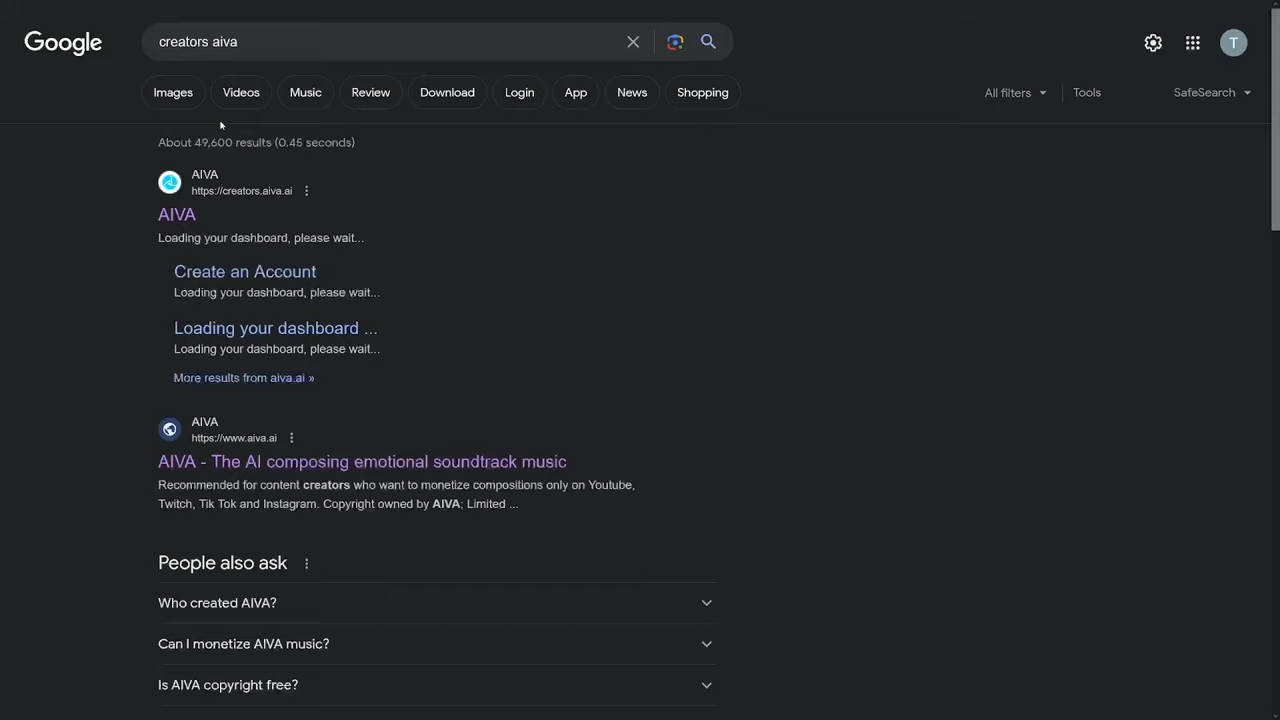 Google
creators aiva
T
Images Videos Music Review Download Login App News Shopping All filters Tools SafeSearch
About 49,600 results (0.45 seconds)
AIVA
https://creators.aiva.ai
AIVA
Loading your dashboard, please wait...
Create an Account
Loading your dashboard, please wait...
Loading your dashboard ...
Loading your dashboard, please wait...
More results from aiva.ai »
AIVA
https://www.aiva.ai
AIVA - The AI composing emotional soundtrack music
Recommended for content creators who want to monetize compositions only on Youtube,
Twitch, Tik Tok and Instagram. Copyright owned by AIVA; Limited ...
People also ask
Who created AIVA?
Can I monetize AIVA music?
Is AIVA copyright free?